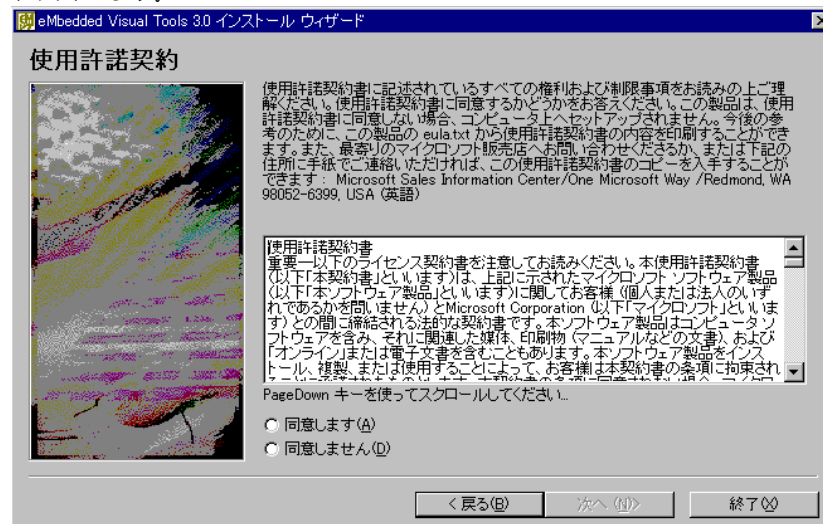 eMbedded Visual Tools 3.0 インストール ウィザード
使用許諾契約
使用許諾契約書に記述されているすべての権利および制限事項をお読みの上ご理
解ください。使用許諾契約書に同意するかどうかをお答えください。この製品は、使用
許諾契約書に同意しない場合、コンピュータ上へセットアップされません。今後の参
考のために、この製品の eula.txt から使用許諾契約書の内容を印刷することができ
ます。また、最寄りのマイクロソフト販売店へお問い合わせくださるか、または下記の
住所に手紙でご連絡いただければ、この使用許諾契約書のコピーを入手することが
できます : Microsoft Sales Information Center/One Microsoft Way /Redmond, WA
98052-6399, USA (英語)
使用許諾契約書
重要－以下のライセンス契約書を注意してお読みください。本使用許諾契約書
(以下「本契約書」といいます)は、上記に示されたマイクロソフト ソフトウェア製品
(以下「本ソフトウェア製品」といいます)に関してお客様 (個人または法人のいず
れであるかを問いません) とMicrosoft Corporation (以下「マイクロソフト」といいま
す) との間に締結される法的な契約書です。本ソフトウェア製品はコンピュータ ソ
フトウェアを含み、それに関連した媒体、印刷物 (マニュアルなどの文書)、および
「オンライン」または電子文書を含むこともあります。本ソフトウェア製品をインス
トール、複製、または使用することによって、お客様は本契約書の条項に拘束され
PageDown キーを使ってスクロールしてください...
同意します(A)
同意しません(D)
< 戻る(B)
次へ (N)>
終了(X)